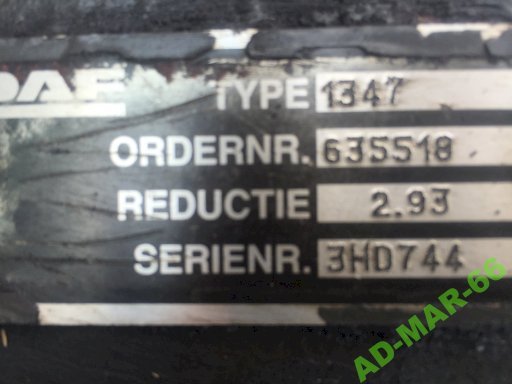 DAF
TYPE 1347
ORDERNR. 635518
REDUCTIE 2.93
SERIENR. 3HD744
AD-MAR-66